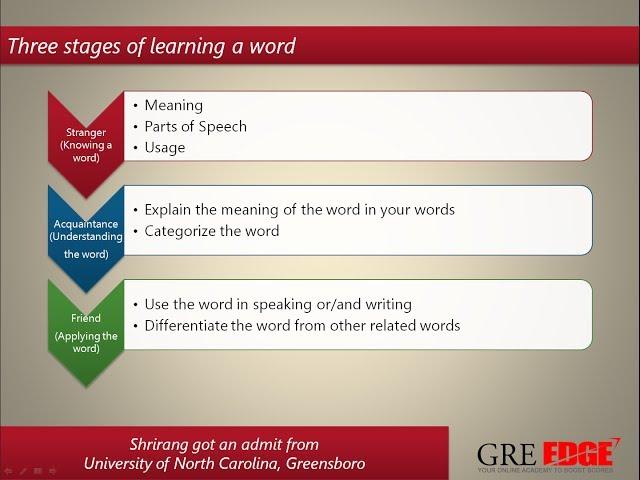 Three stages of learning a word
Stranger
(Knowing a
word)
• Meaning
• Parts of Speech
• Usage
Acquaintance
(Understanding
the word)
• Explain the meaning of the word in your words
• Categorize the word
Friend
(Applying the
word)
• Use the word in speaking or/and writing
• Differentiate the word from other related words
Shrirang got an admit from
University of North Carolina, Greensboro
GRE EDGE
YOUR ONLINE ACADEMY TO BOOST SCORES